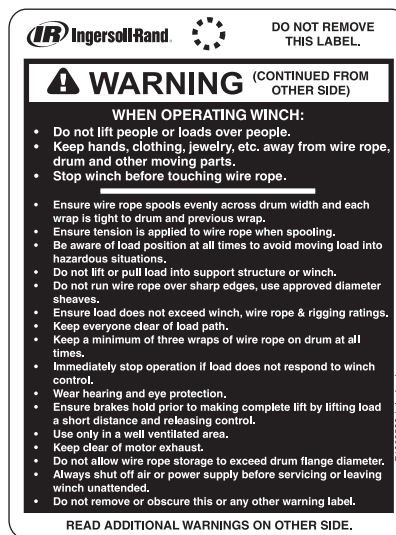 IR Ingersoll-Rand®
DO NOT REMOVE
THIS LABEL.
WARNING (CONTINUED FROM
OTHER SIDE)
WHEN OPERATING WINCH:
• Do not lift people or loads over people.
• Keep hands, clothing, jewelry, etc. away from wire rope,
drum and other moving parts.
• Stop winch before touching wire rope.
• Ensure wire rope spools evenly across drum width and each
wrap is tight to drum and previous wrap.
• Ensure tension is applied to wire rope when spooling.
• Be aware of load position at all times to avoid moving load into
hazardous situations.
• Do not lift or pull load into support structure or winch.
• Do not run wire rope over sharp edges, use approved diameter
sheaves.
• Ensure load does not exceed winch, wire rope & rigging ratings.
• Keep everyone clear of load path.
• Keep a minimum of three wraps of wire rope on drum at all
times.
• Immediately stop operation if load does not respond to winch
control.
• Wear hearing and eye protection.
• Ensure brakes hold prior to making complete lift by lifting load
a short distance and releasing control.
• Use only in a well ventilated area.
• Keep clear of motor exhaust.
• Do not allow wire rope storage to exceed drum flange diameter.
• Always shut off air or power supply before servicing or leaving
winch unattended.
• Do not remove or obscure this or any other warning label.
READ ADDITIONAL WARNINGS ON OTHER SIDE.